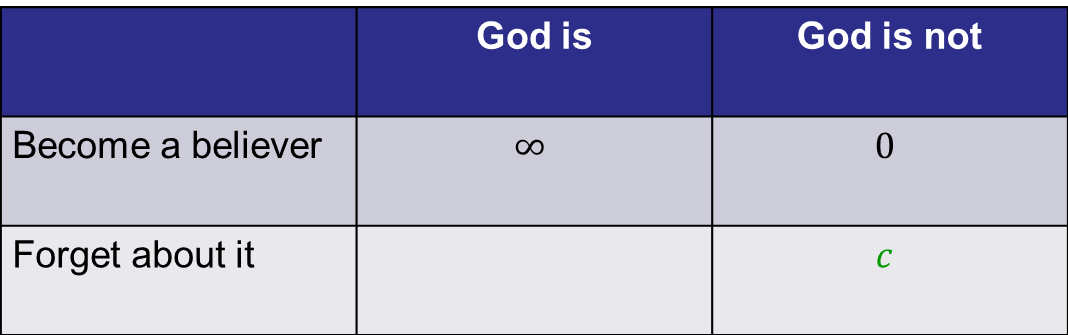 God is God is not
Become a believer ∞ 0
Forget about it c